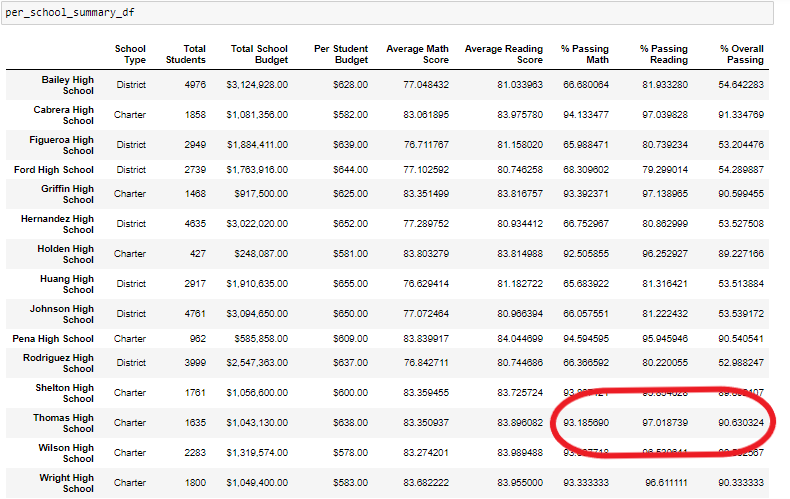 per_school_summary_df
School Total Total School Per Student Average Math Average Reading % Passing % Passing % Overall
Type Students Budget Budget Score Score Math Reading Passing
Bailey High School District 4976 $3,124,928.00 $628.00 77.048432 81.033963 66.680064 81.933280 54.642283
Cabrera High School Charter 1858 $1,081,356.00 $582.00 83.061895 83.975780 94.133477 97.039828 91.334769
Figueroa High School District 2949 $1,884,411.00 $639.00 76.711767 81.158020 65.988471 80.739234 53.204476
Ford High School District 2739 $1,763,916.00 $644.00 77.102592 80.746258 68.309602 79.299014 54.289887
Griffin High School Charter 1468 $917,500.00 $625.00 83.351499 83.816757 93.392371 97.138965 90.599455
Hernandez High School District 4635 $3,022,020.00 $652.00 77.289752 80.934412 66.752967 80.862999 53.527508
Holden High School Charter 427 $248,087.00 $581.00 83.803279 83.814988 92.505855 96.252927 89.227166
Huang High School District 2917 $1,910,635.00 $655.00 76.629414 81.182722 65.683922 81.316421 53.513884
Johnson High School District 4761 $3,094,650.00 $650.00 77.072464 80.966394 66.057551 81.222432 53.539172
Pena High School Charter 962 $585,858.00 $609.00 83.839917 84.044699 94.594595 95.945946 90.540541
Rodriguez High School District 3999 $2,547,363.00 $637.00 76.842711 80.744686 66.366592 80.220055 52.988247
Shelton High School Charter 1761 $1,056,600.00 $600.00 83.359455 83.725724
Thomas High School Charter 1635 $1,043,130.00 $638.00 83.350937 83.896082 93.185690 97.018739 90.630324
Wilson High School Charter 2283 $1,319,574.00 $578.00 83.274201 83.989488
Wright High School Charter 1800 $1,049,400.00 $583.00 83.682222 83.955000 93.333333 96.611111 90.333333